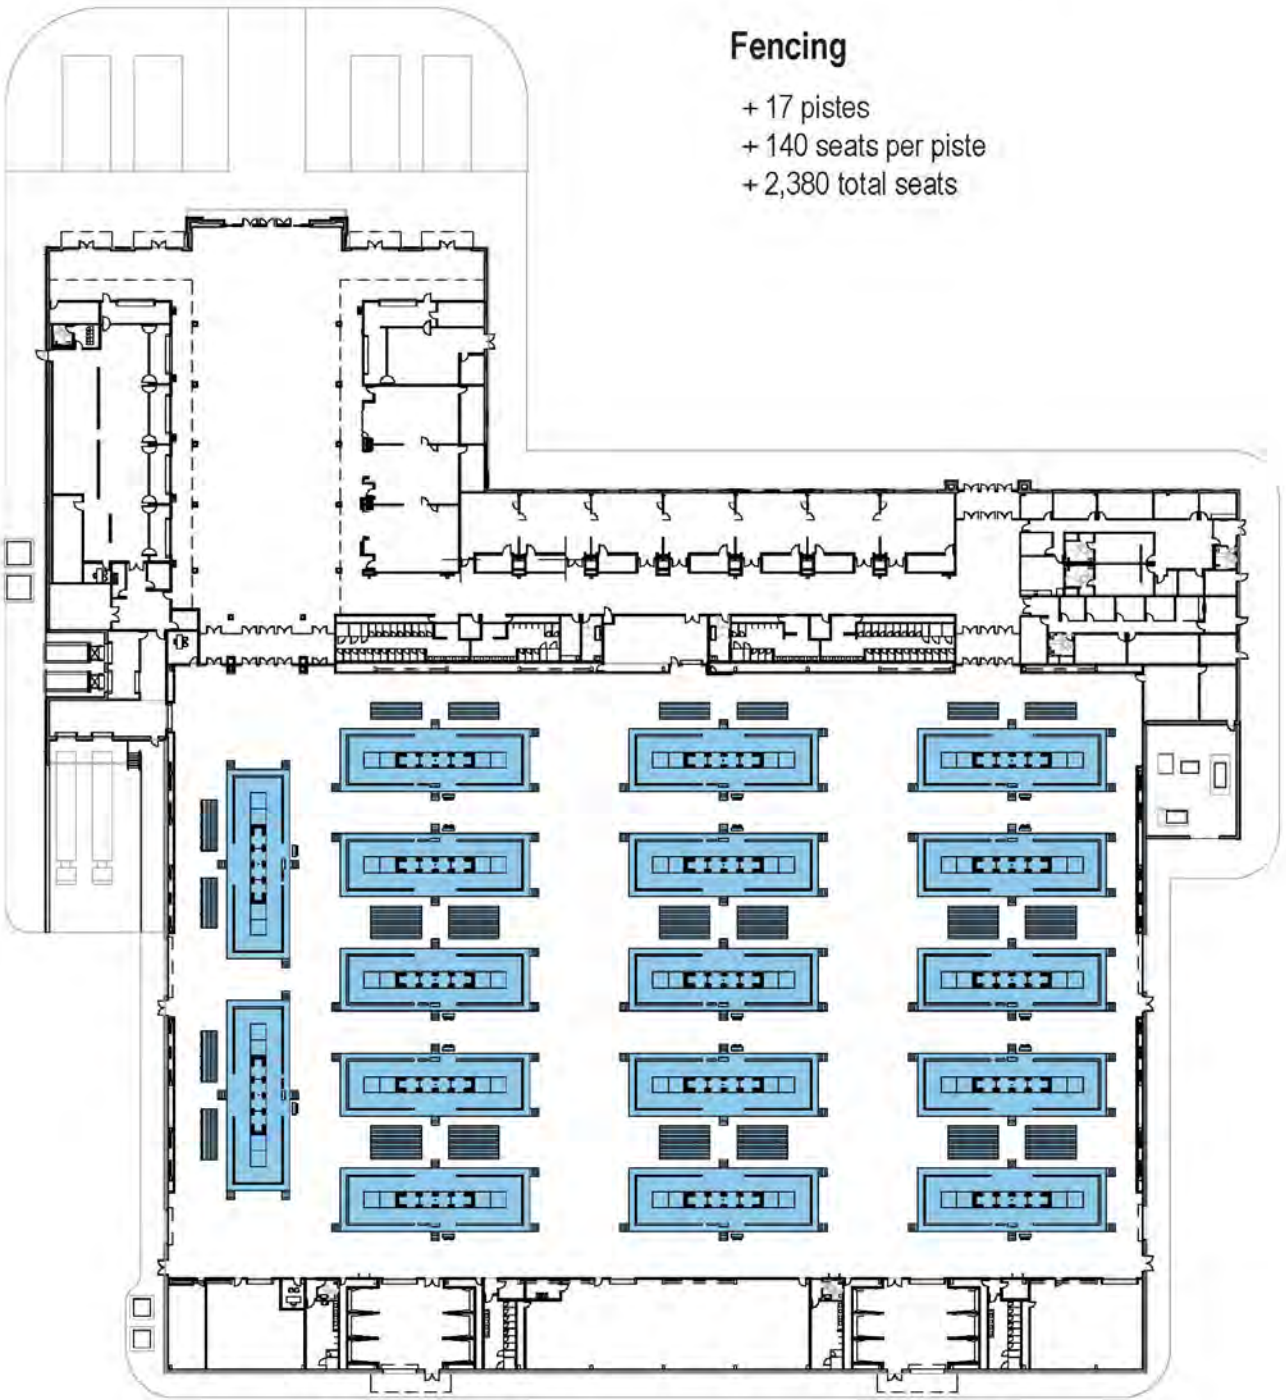 Fencing
+ 17 pistes
+ 140 seats per piste
+ 2,380 total seats